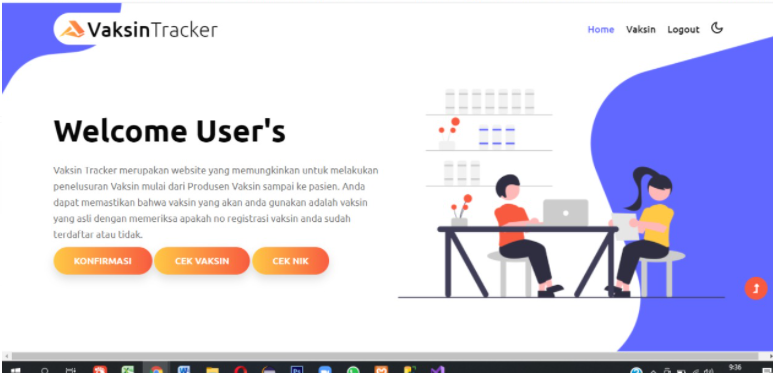 VaksinTracker
Home Vaksin Logout
Welcome User's
Vaksin Tracker merupakan website yang memungkinkan untuk melakukan
penelusuran Vaksin mulai dari Produsen Vaksin sampai ke pasien. Anda
dapat memastikan bahwa vaksin yang akan anda gunakan adalah vaksin
yang asli dengan memeriksa apakah no registrasi vaksin anda sudah
terdaftar atau tidak.
KONFIRMASI CEK VAKSIN CEK NIK
9:36